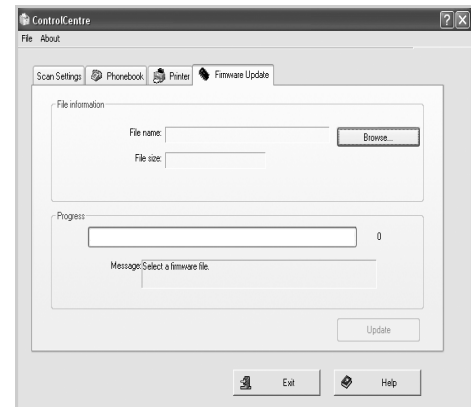 ControlCentre
File About
Scan Settings Phonebook Printer Firmware Update
File information
File name: Browse...
File size:
Progress
0
Message: Select a firmware file.
Update
Exit Help